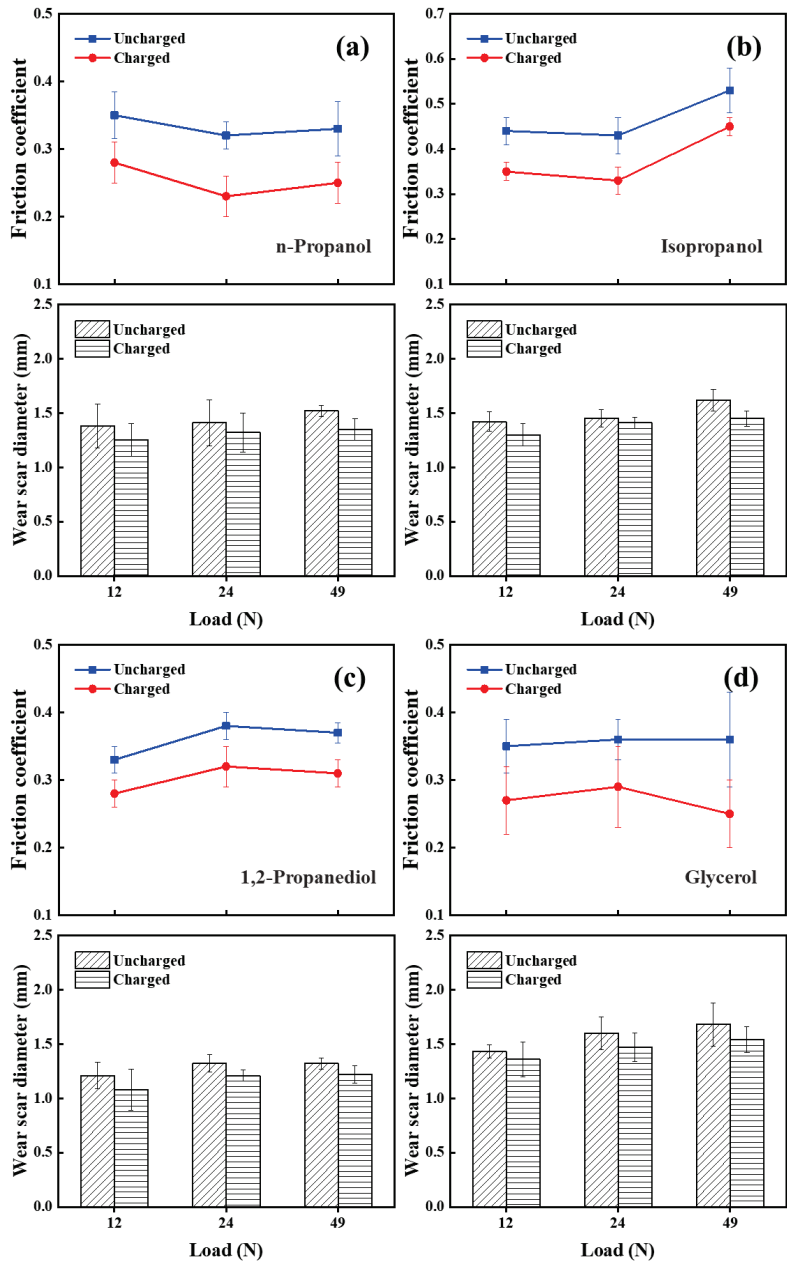 Friction coefficient
0.5
0.4
0.3
0.2
0.1
Uncharged
Charged
(a)
n-Propanol
Wear scar diameter (mm)
2.5
2.0
1.5
1.0
0.5
0.0
Uncharged
Charged
12
24
49
Load (N)
Friction coefficient
0.7
0.6
0.5
0.4
0.3
0.2
0.1
Uncharged
Charged
(b)
Isopropanol
Wear scar diameter (mm)
2.5
2.0
1.5
1.0
0.5
0.0
Uncharged
Charged
12
24
49
Load (N)
Friction coefficient
0.5
0.4
0.3
0.2
0.1
Uncharged
Charged
(c)
1,2-Propanediol
Wear scar diameter (mm)
2.5
2.0
1.5
1.0
0.5
0.0
Uncharged
Charged
12
24
49
Load (N)
Friction coefficient
0.5
0.4
0.3
0.2
0.1
Uncharged
Charged
(d)
Glycerol
Wear scar diameter (mm)
2.5
2.0
1.5
1.0
0.5
0.0
Uncharged
Charged
12
24
49
Load (N)